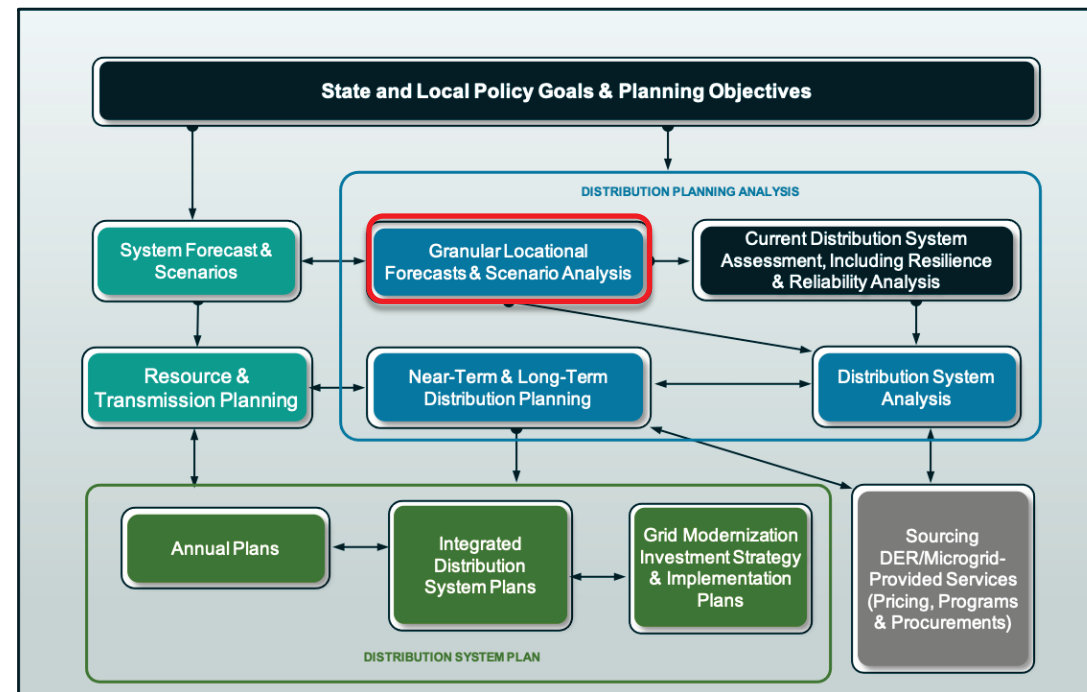 State and Local Policy Goals & Planning Objectives
DISTRIBUTION PLANNING ANALYSIS
System Forecast &
Scenarios
Granular Locational
Forecasts & Scenario Analysis
Current Distribution System
Assessment, Including Resilience
& Reliability Analysis
Resource &
Transmission Planning
Near-Term & Long-Term
Distribution Planning
Distribution System
Analysis
Annual Plans
Integrated
Distribution
System Plans
Grid Modernization
Investment Strategy
& Implementation
Plans
Sourcing
DER/Microgrid-
Provided Services
(Pricing, Programs
& Procurements)
DISTRIBUTION SYSTEM PLAN